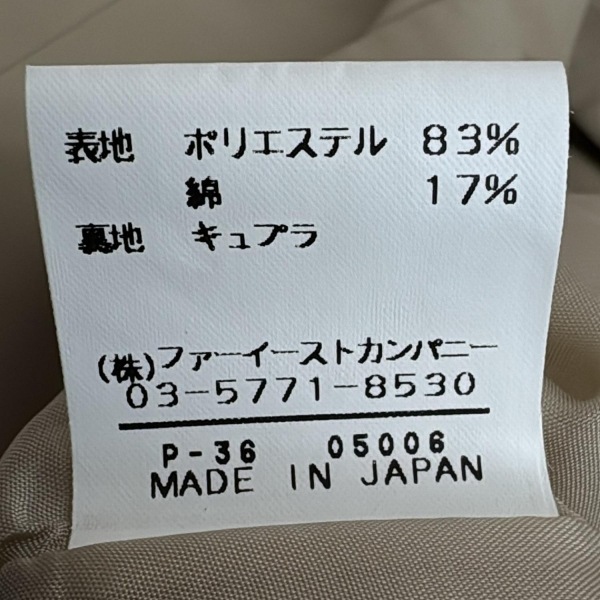 表地 ポリエステル 83%
綿 17%
裏地 キュプラ
(株)ファーイーストカンパニー
03-5771-8530
P-36 05006
MADE IN JAPAN